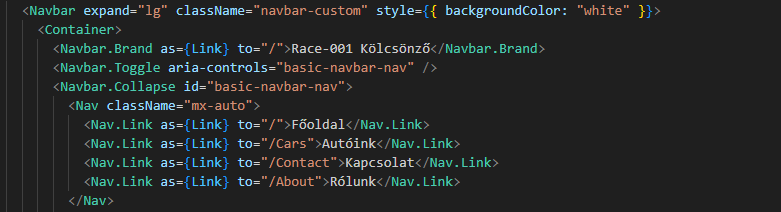 <Navbar expand="lg" className="navbar-custom" style={{ backgroundColor: "white" }}>
<Container>
<Navbar.Brand as={Link} to="/">Race-001 Kölcsönző</Navbar.Brand>
<Navbar.Toggle aria-controls="basic-navbar-nav" />
<Navbar.Collapse id="basic-navbar-nav">
<Nav className="mx-auto">
<Nav.Link as={Link} to="/">Főoldal</Nav.Link>
<Nav.Link as={Link} to="/Cars">Autóink</Nav.Link>
<Nav.Link as={Link} to="/Contact">Kapcsolat</Nav.Link>
<Nav.Link as={Link} to="/About">Rólunk</Nav.Link>
</Nav>